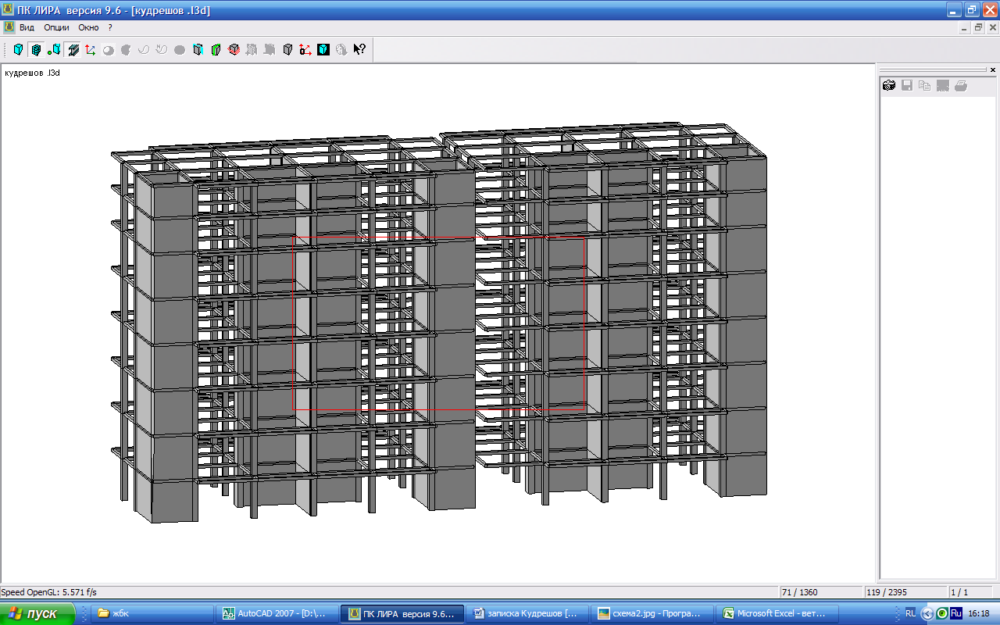 ПК ЛИРА версия 9.6 - [кудрешов .l3d]
Вид Опции Окно ?
кудрешов .l3d
Speed OpenGL: 5.571 f/s 71 / 1360 119 / 2395 1 / 1
пуск жбк AutoCAD 2007 - [D:\... ПК ЛИРА версия 9.6... записка Кудрешов [... схема2.jpg - Програ... Microsoft Excel - вет... RU Ru 16:18